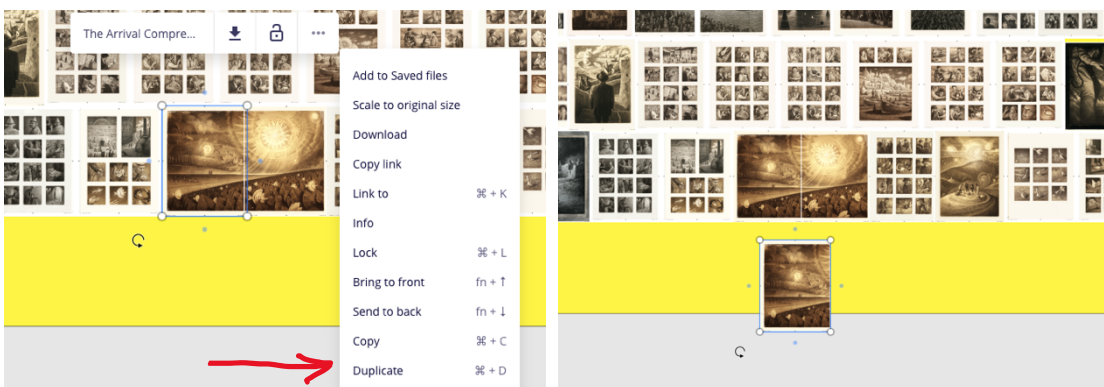 The Arrival Compre...
Add to Saved files
Scale to original size
Download
Copy link
Link to ⌘ + K
Info
Lock ⌘ + L
Bring to front fn + ↑
Send to back fn + ↓
Copy ⌘ + C
Duplicate ⌘ + D